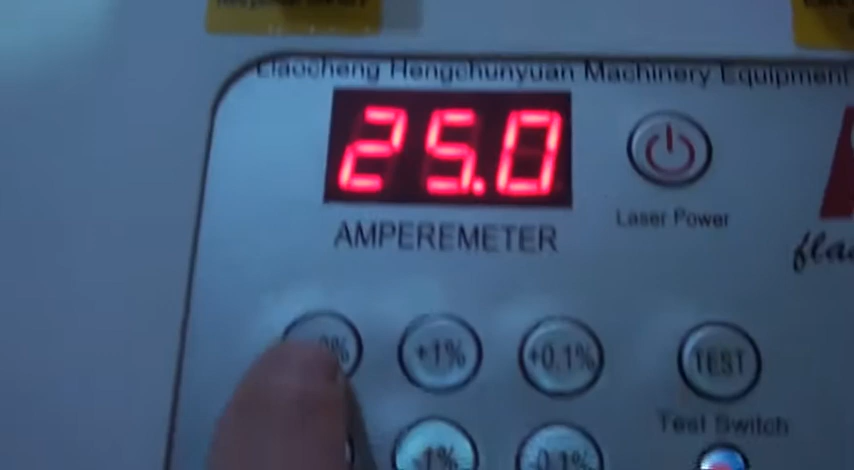 Liaocheng Hengchunyuan Machinery Equipment
25.0
AMPEREMETER
Laser Power
+1%
+0.1%
TEST
Test Switch
-1%
-0.1%